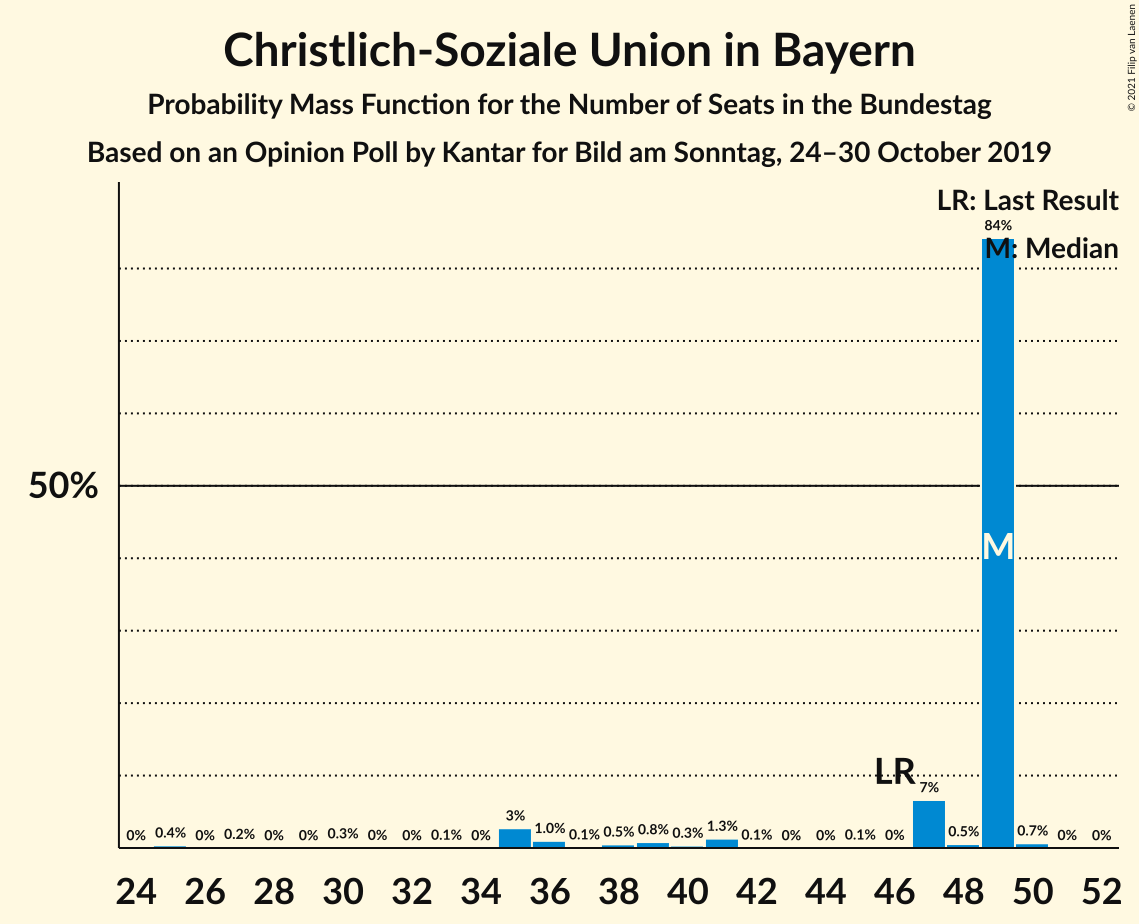 Christlich-Soziale Union in Bayern
Probability Mass Function for the Number of Seats in the Bundestag
Based on an Opinion Poll by Kantar for Bild am Sonntag, 24–30 October 2019
© 2021 Filip van Laenen
LR: Last Result
84%
M: Median
50%
M
LR
7%
0% 0.4% 0% 0.2% 0% 0% 0.3% 0% 0% 0.1% 0% 3% 1.0% 0.1% 0.5% 0.8% 0.3% 1.3% 0.1% 0% 0% 0.1% 0% 0.5% 0.7% 0% 0%
24 26 28 30 32 34 36 38 40 42 44 46 48 50 52